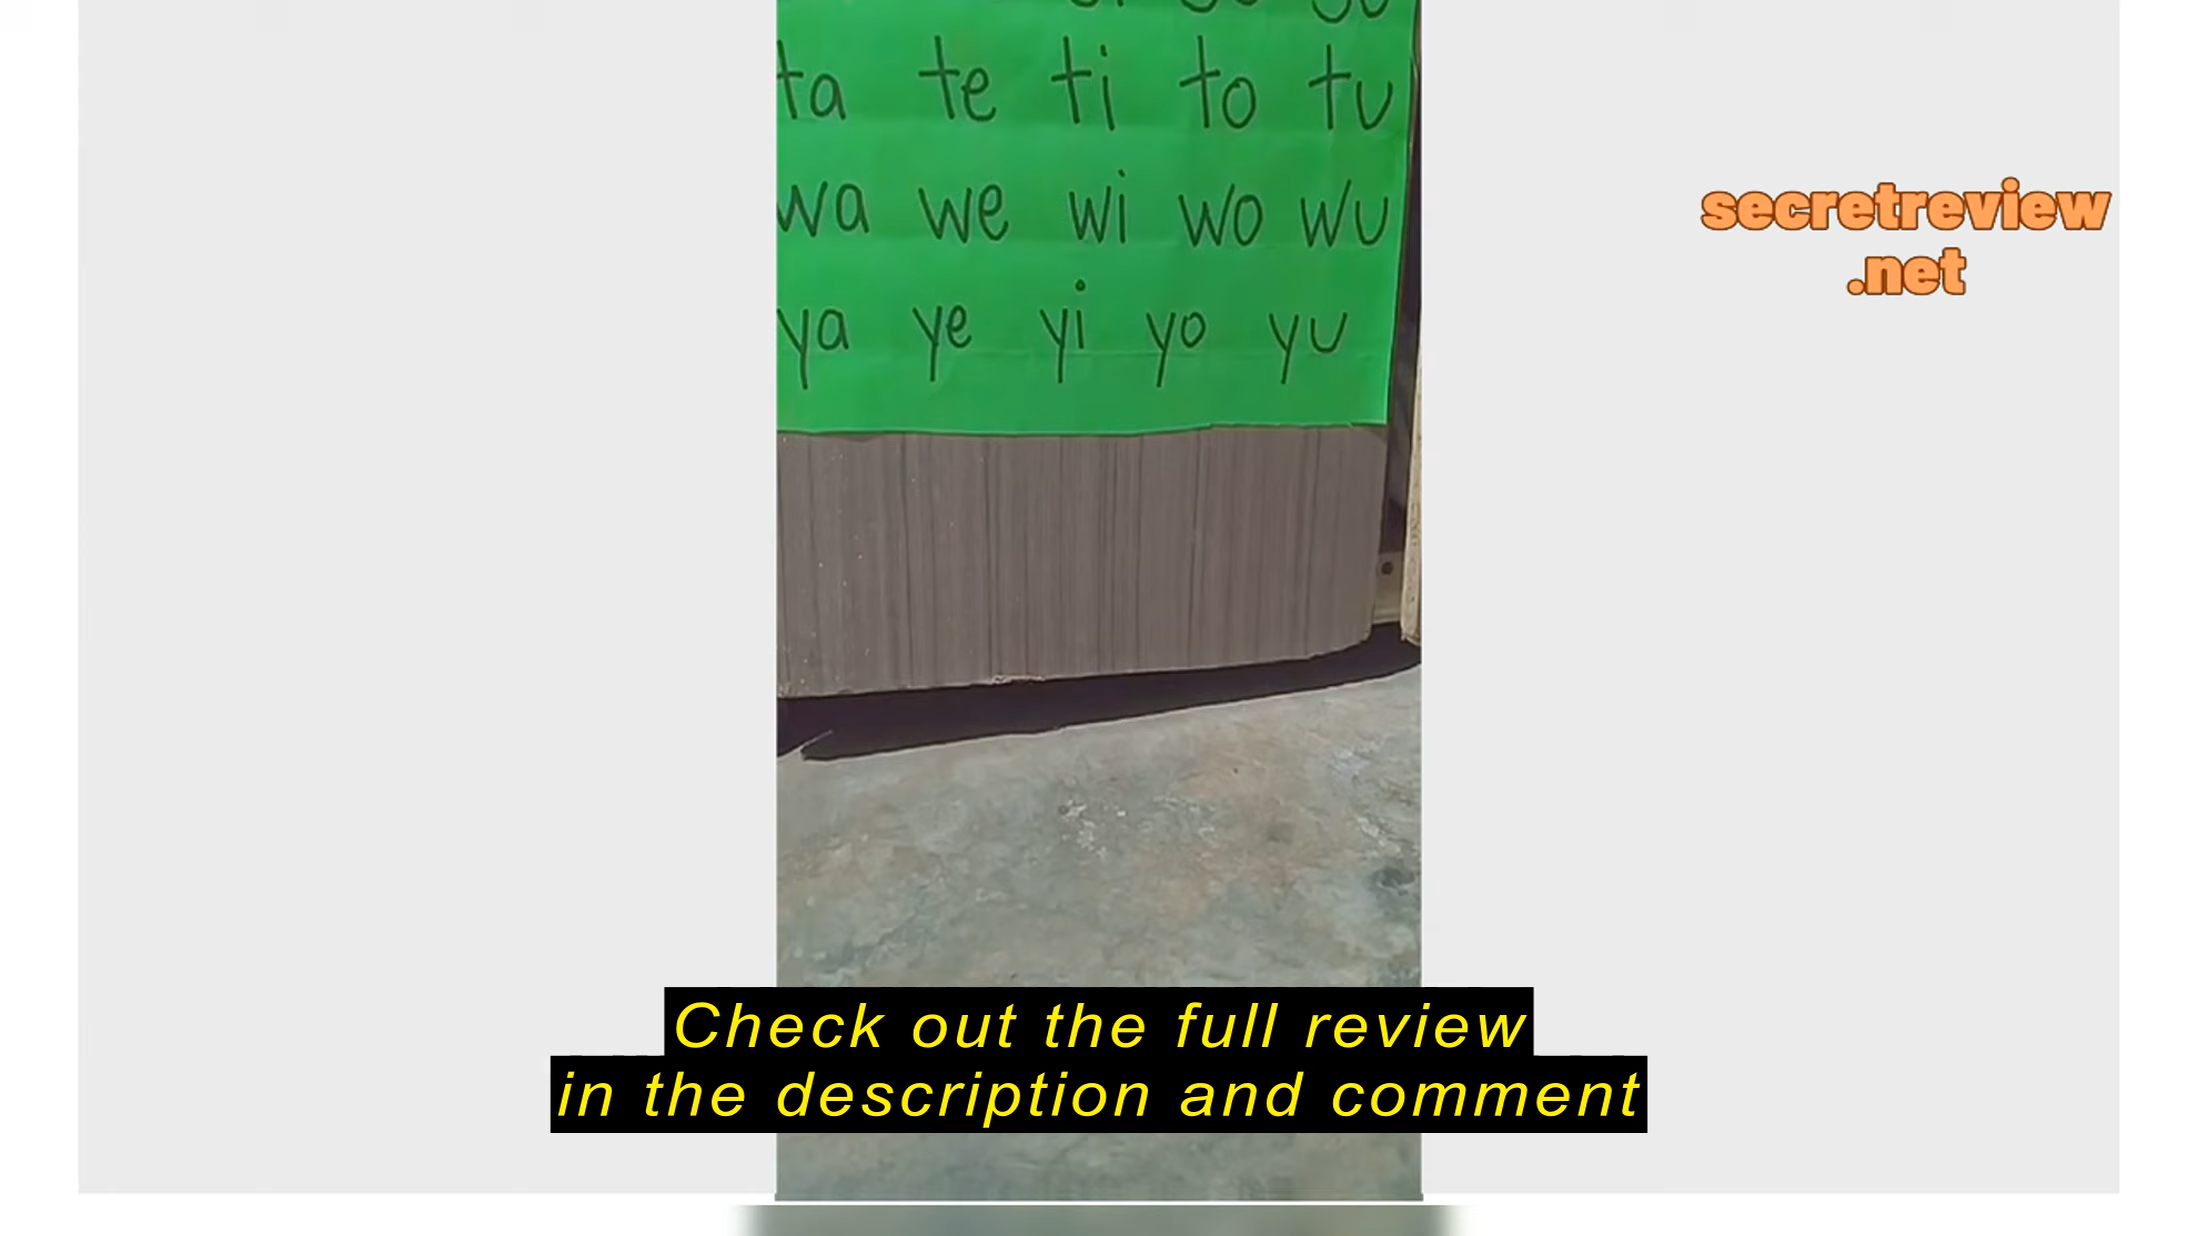 ta te ti to tu
wa we wi wo wu
ya ye yi yo yu
secretreview
.net
Check out the full review
in the description and comment